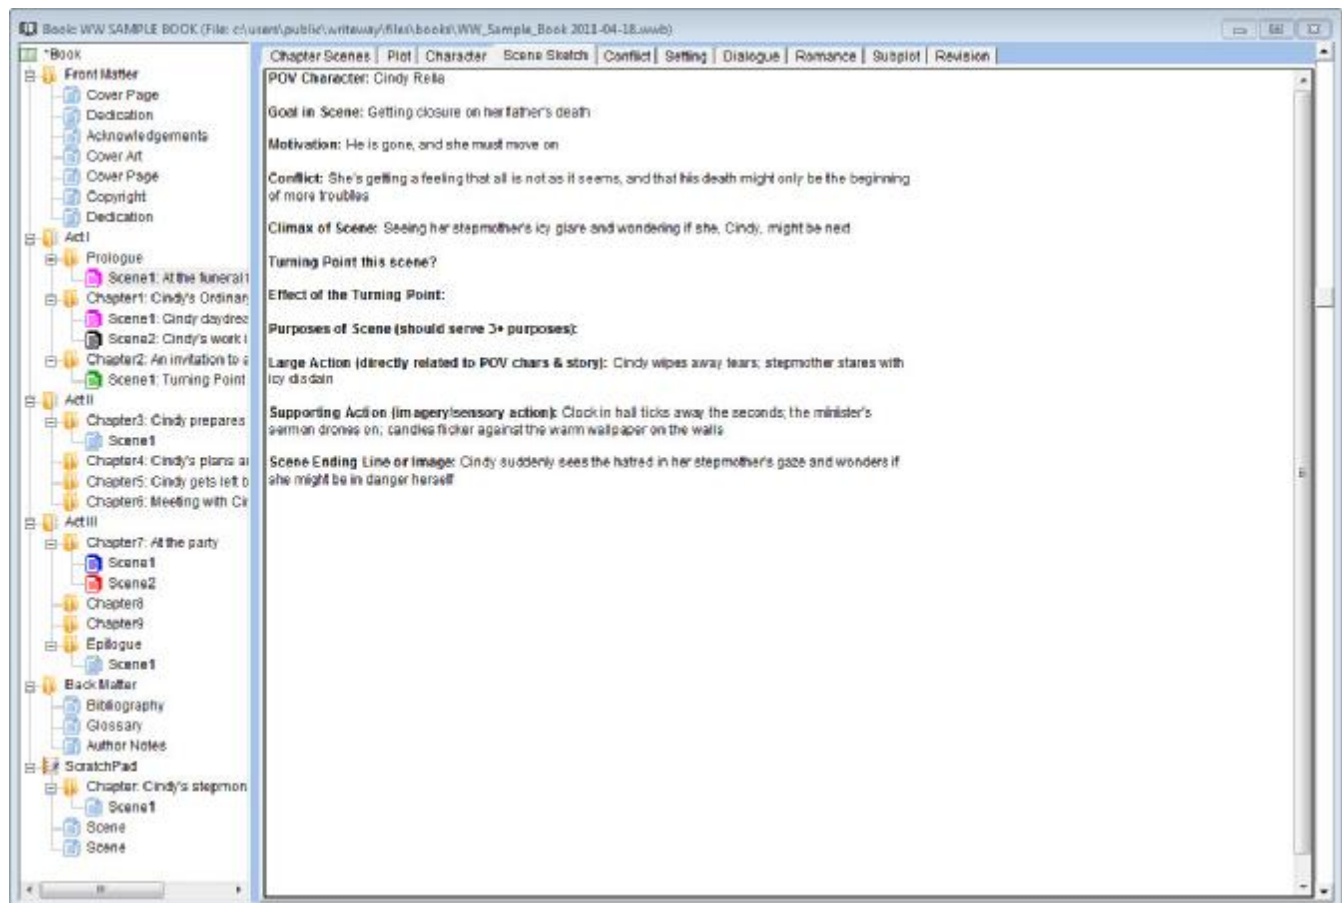 Book: WW SAMPLE BOOK (File: c:\users\public\writeway\files\books\WW_Sample_Book 2011-04-18.wwb)
*Book
Front Matter
Cover Page
Dedication
Acknowledgements
Cover Art
Cover Page
Copyright
Dedication
Act I
Prologue
Scene1: At the funeral
Chapter1: Cindy's Ordinar
Scene1: Cindy daydrea
Scene2: Cindy's work
Chapter2: An invitation to a
Scene1: Turning Point
Act II
Chapter3: Cindy prepares
Scene1
Chapter4: Cindy's plans
Chapter5: Cindy gets left
Chapter6: Meeting with
Act III
Chapter7: At the party
Scene1
Scene2
Chapter8
Chapter9
Epilogue
Scene1
Back Matter
Bibliography
Glossary
Author Notes
ScratchPad
Chapter: Cindy's stepmon
Scene1
Scene
Scene
Chapter Scenes Plot Character Scene Sketch Conflict Setting Dialogue Romance Subplot Revision
POV Character: Cindy Rella
Goal in Scene: Getting closure on her father's death
Motivation: He is gone, and she must move on
Conflict: She's getting a feeling that all is not as it seems, and that his death might only be the beginning
of more troubles
Climax of Scene: Seeing her stepmother's icy glare and wondering if she, Cindy, might be next
Turning Point this scene?
Effect of the Turning Point:
Purposes of Scene (should serve 3+ purposes):
Large Action (directly related to POV chars & story): Cindy wipes away tears; stepmother stares with
icy disdain
Supporting Action (imagery/sensory action): Clock in hall ticks away the seconds; the minister's
sermon drones on; candles flicker against the warm wallpaper on the walls
Scene Ending Line or Image: Cindy suddenly sees the hatred in her stepmother's gaze and wonders if
she might be in danger herself